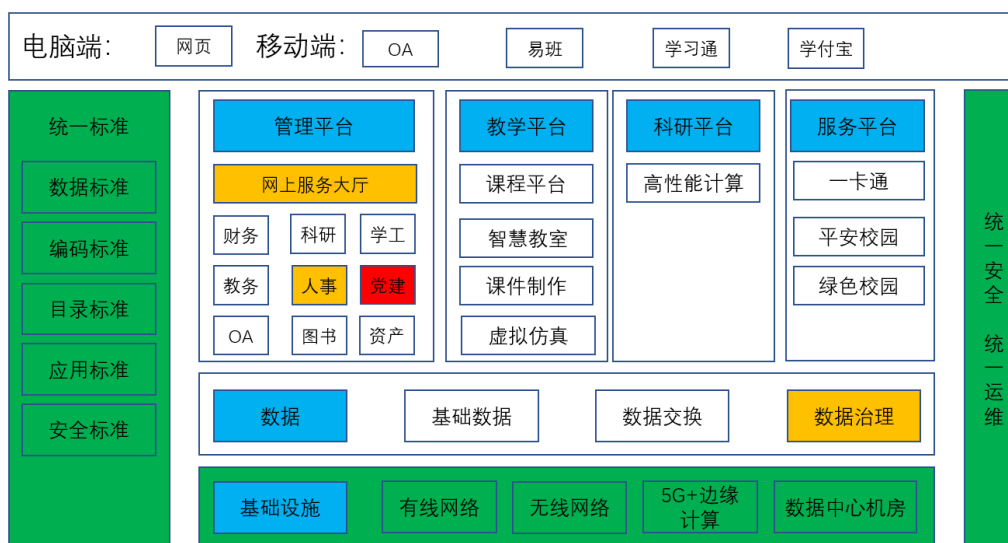 电脑端： 网页 移动端： OA 易班 学习通 学付宝
统一标准
数据标准
编码标准
目录标准
应用标准
安全标准
管理平台
网上服务大厅
财务 科研 学工
教务 人事 党建
OA 图书 资产
教学平台
课程平台
智慧教室
课件制作
虚拟仿真
科研平台
高性能计算
服务平台
一卡通
平安校园
绿色校园
数据 基础数据 数据交换 数据治理
基础设施 有线网络 无线网络 5G+边缘
计算
数据中心机房
统一安全 统一运维